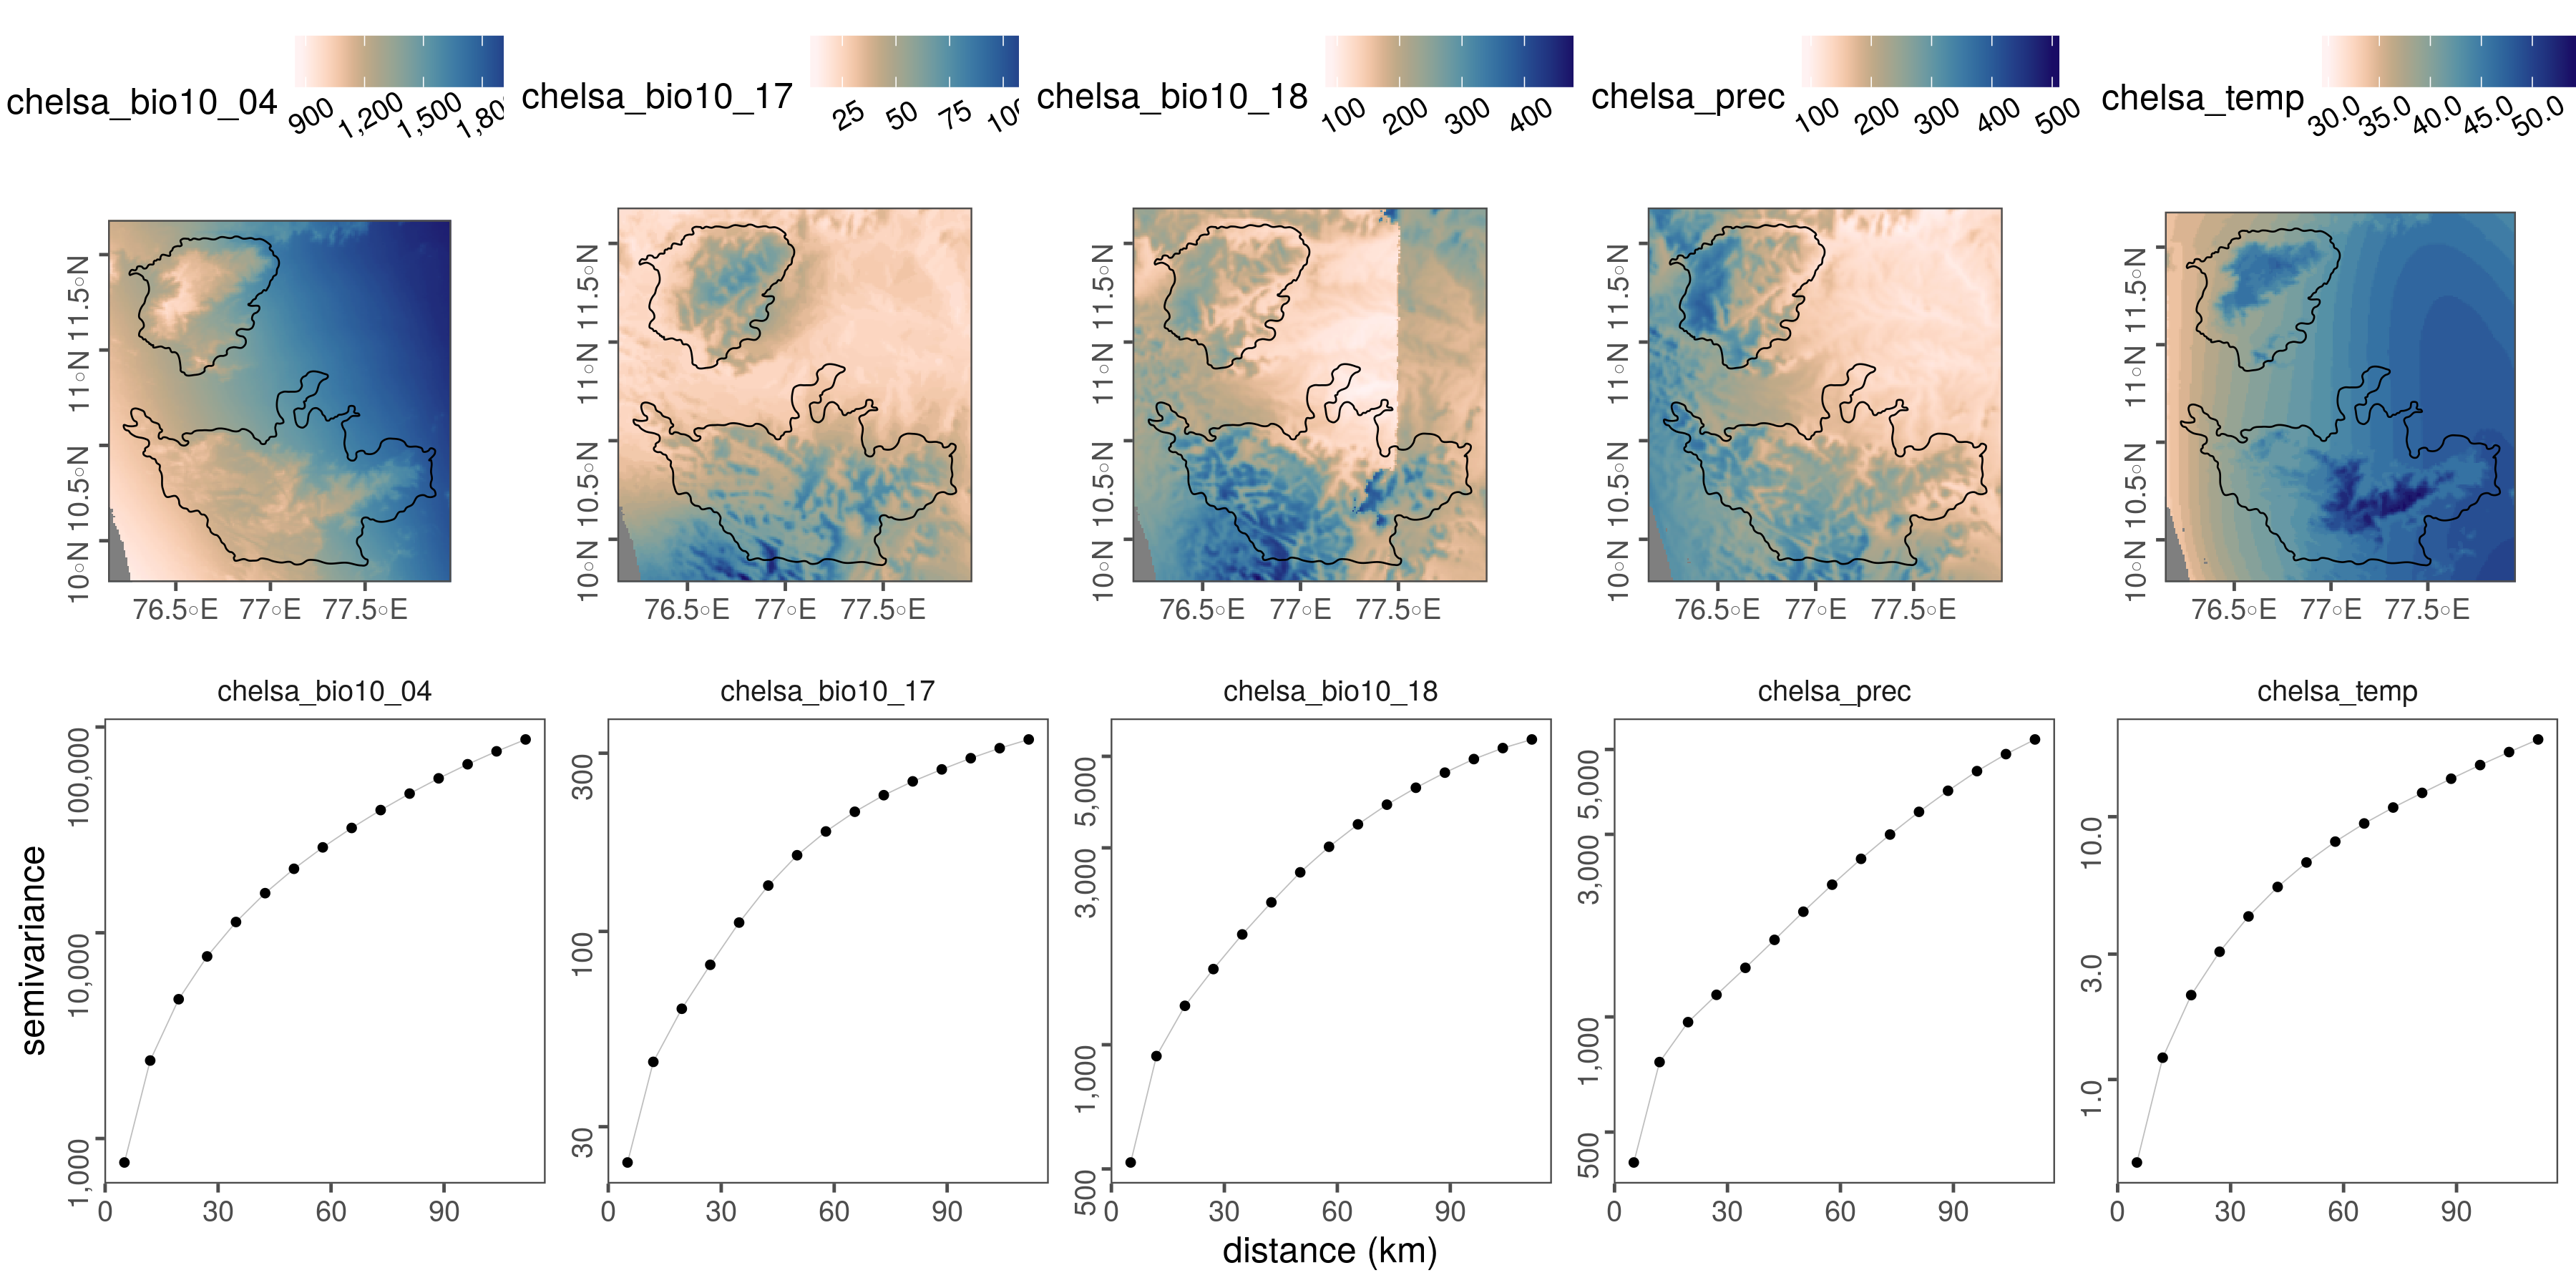 chelsa_bio10_04 900 1,200 1,500 1,80
chelsa_bio10_17 25 50 75 10
chelsa_bio10_18 100 200 300 400
chelsa_prec 100 200 300 400 500
chelsa_temp 30.0 35.0 40.0 45.0 50.0
11.5◦N 11◦N 10.5◦N 10◦N
76.5◦E 77◦E 77.5◦E
11.5◦N 11◦N 10.5◦N 10◦N
76.5◦E 77◦E 77.5◦E
11.5◦N 11◦N 10.5◦N 10◦N
76.5◦E 77◦E 77.5◦E
11.5◦N 11◦N 10.5◦N 10◦N
76.5◦E 77◦E 77.5◦E
11.5◦N 11◦N 10.5◦N 10◦N
76.5◦E 77◦E 77.5◦E
semivariance
chelsa_bio10_04
100,000 10,000 1,000
0 30 60 90
chelsa_bio10_17
300 100 30
0 30 60 90
chelsa_bio10_18
5,000 3,000 1,000 500
0 30 60 90
chelsa_prec
5,000 3,000 1,000 500
0 30 60 90
chelsa_temp
10.0 3.0 1.0
0 30 60 90
distance (km)